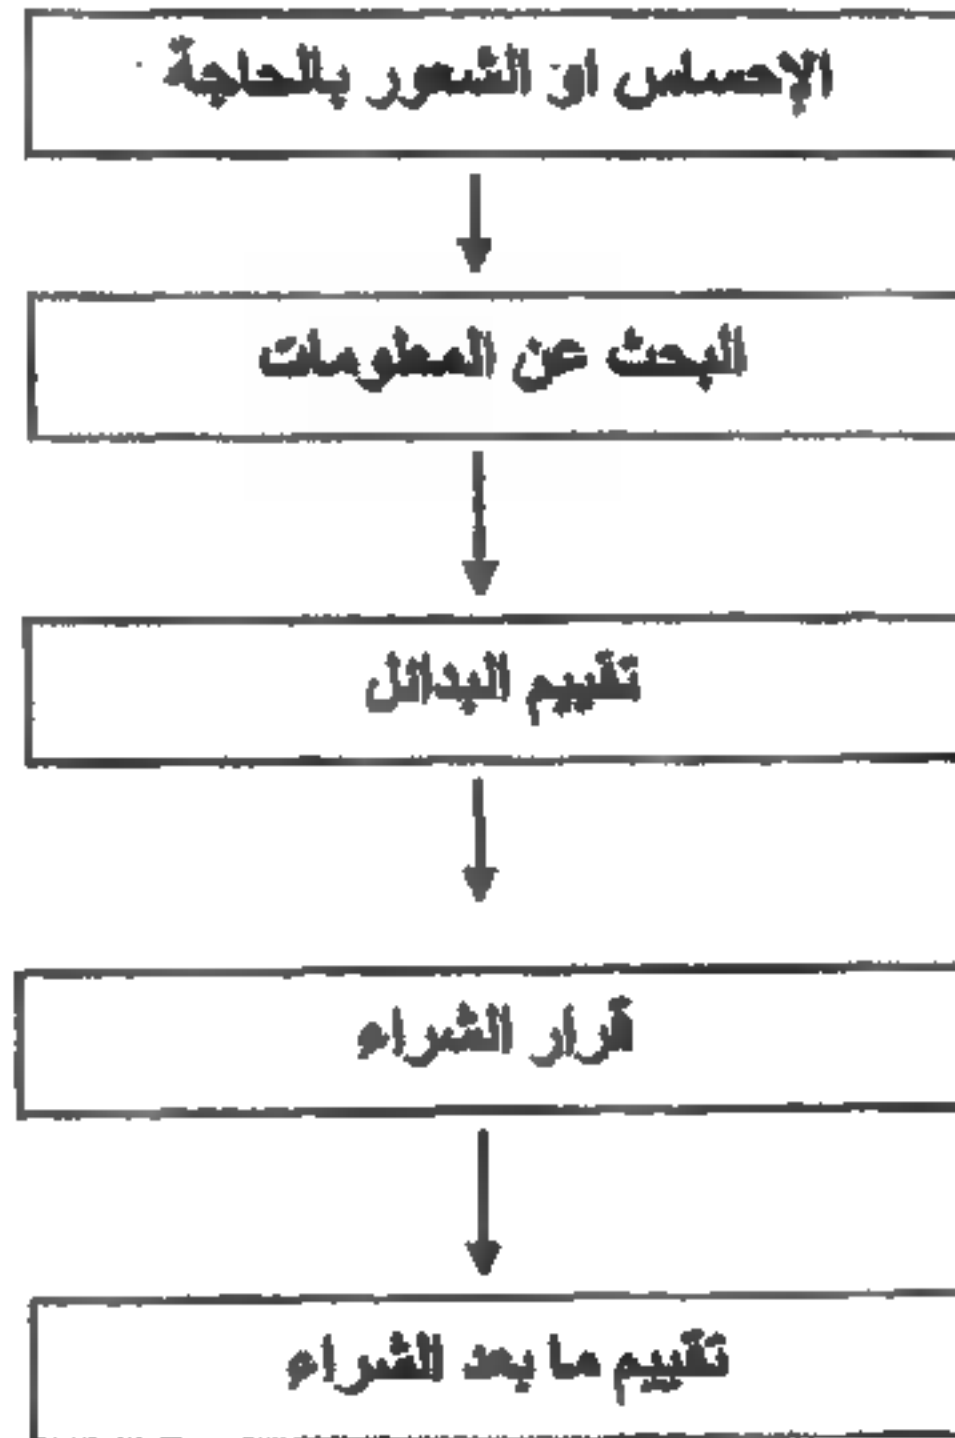 الإحساس او الشعور بالحاجة
البحث عن المعلومات
تقييم البدائل
قرار الشراء
تقييم ما بعد الشراء